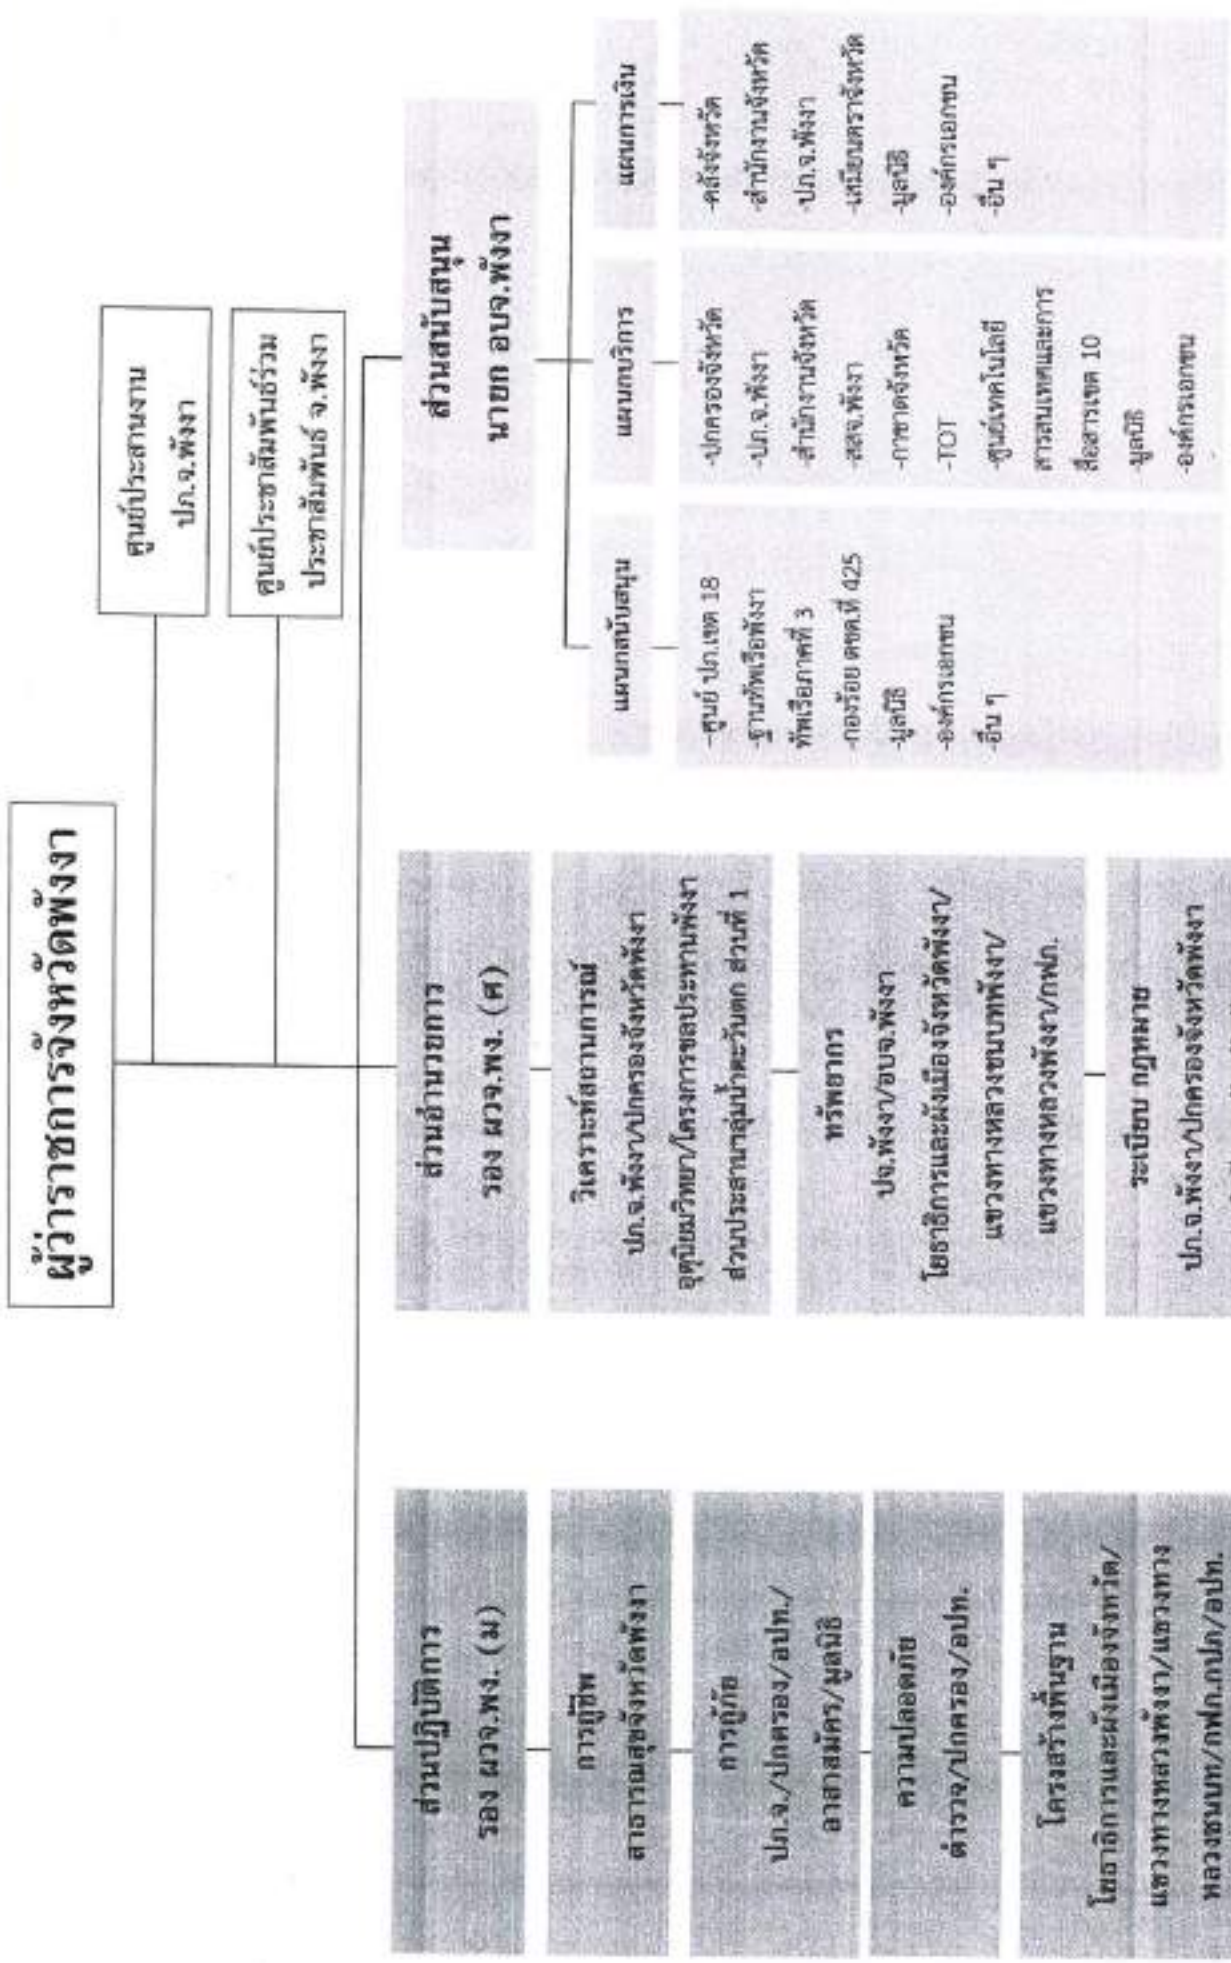 ผู้ว่าราชการจังหวัดพังงา
ศูนย์ประสานงาน
ปภ.จ.พังงา
ศูนย์ประชาสัมพันธ์ร่วม
ประชาสัมพันธ์ จ.พังงา
ส่วนปฏิบัติการ
รอง ผวจ.พง. (ม)
การกู้ชีพ
สาธารณสุขจังหวัดพังงา
การกู้ภัย
ปภ.จ./ปกครอง/อปท./
อาสาสมัคร/มูลนิธิ
ความปลอดภัย
ตำรวจ/ปกครอง/อปท.
โครงสร้างพื้นฐาน
โยธาธิการและผังเมืองจังหวัด/
แขวงทางหลวงพังงา/แขวงทาง
หลวงชนบท/กฟภ./กปภ/อปท.
ส่วนอำนวยการ
รอง ผวจ.พง. (ศ)
วิเคราะห์สถานการณ์
ปภ.จ.พังงา/ปกครองจังหวัดพังงา
อุตุนิยมวิทยา/โครงการชลประทานพังงา
ส่วนประสานาลุ่มน้ำตะวันตก ส่วนที่ 1
ทรัพยากร
ปจ.พังงา/อบจ.พังงา
โยธาธิการและผังเมืองจังหวัดพังงา/
แขวงทางหลวงชนบทพังงา/
แขวงทางหลวงพังงา/กฟภ.
ระเบียบ กฎหมาย
ปภ.จ.พังงา/ปกครองจังหวัดพังงา
ส่วนสนับสนุน
นายก อบจ.พังงา
แผนกสนับสนุน
-ศูนย์ ปภ.เขต 18
-ฐานทัพเรือพังงา
ทัพเรือภาคที่ 3
-กองร้อย ตชด.ที่ 425
-มูลนิธิ
-องค์กรเอกชน
-อื่น ๆ
แผนกบริการ
-ปกครองจังหวัด
-ปภ.จ.พังงา
-สำนักงานจังหวัด
-สสจ.พังงา
-กาชาดจังหวัด
-TOT
-ศูนย์เทคโนโลยี
สารสนเทศและการ
สื่อสารเขต 10
-มูลนิธิ
-องค์กรเอกชน
แผนกการเงิน
-คลังจังหวัด
-สำนักงานจังหวัด
-ปภ.จ.พังงา
-เสมียนตราจังหวัด
-มูลนิธิ
-องค์กรเอกชน
-อื่น ๆ